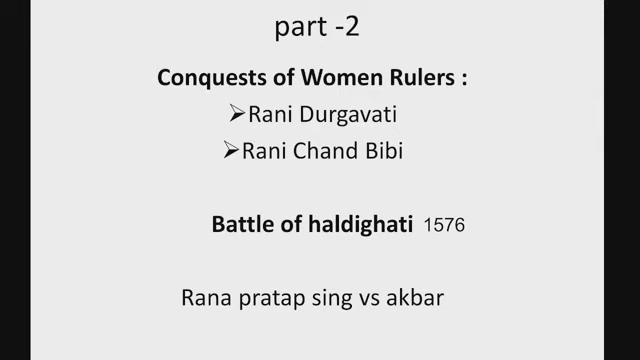 part -2
Conquests of Women Rulers :
➢Rani Durgavati
➢Rani Chand Bibi
Battle of haldighati 1576
Rana pratap sing vs akbar